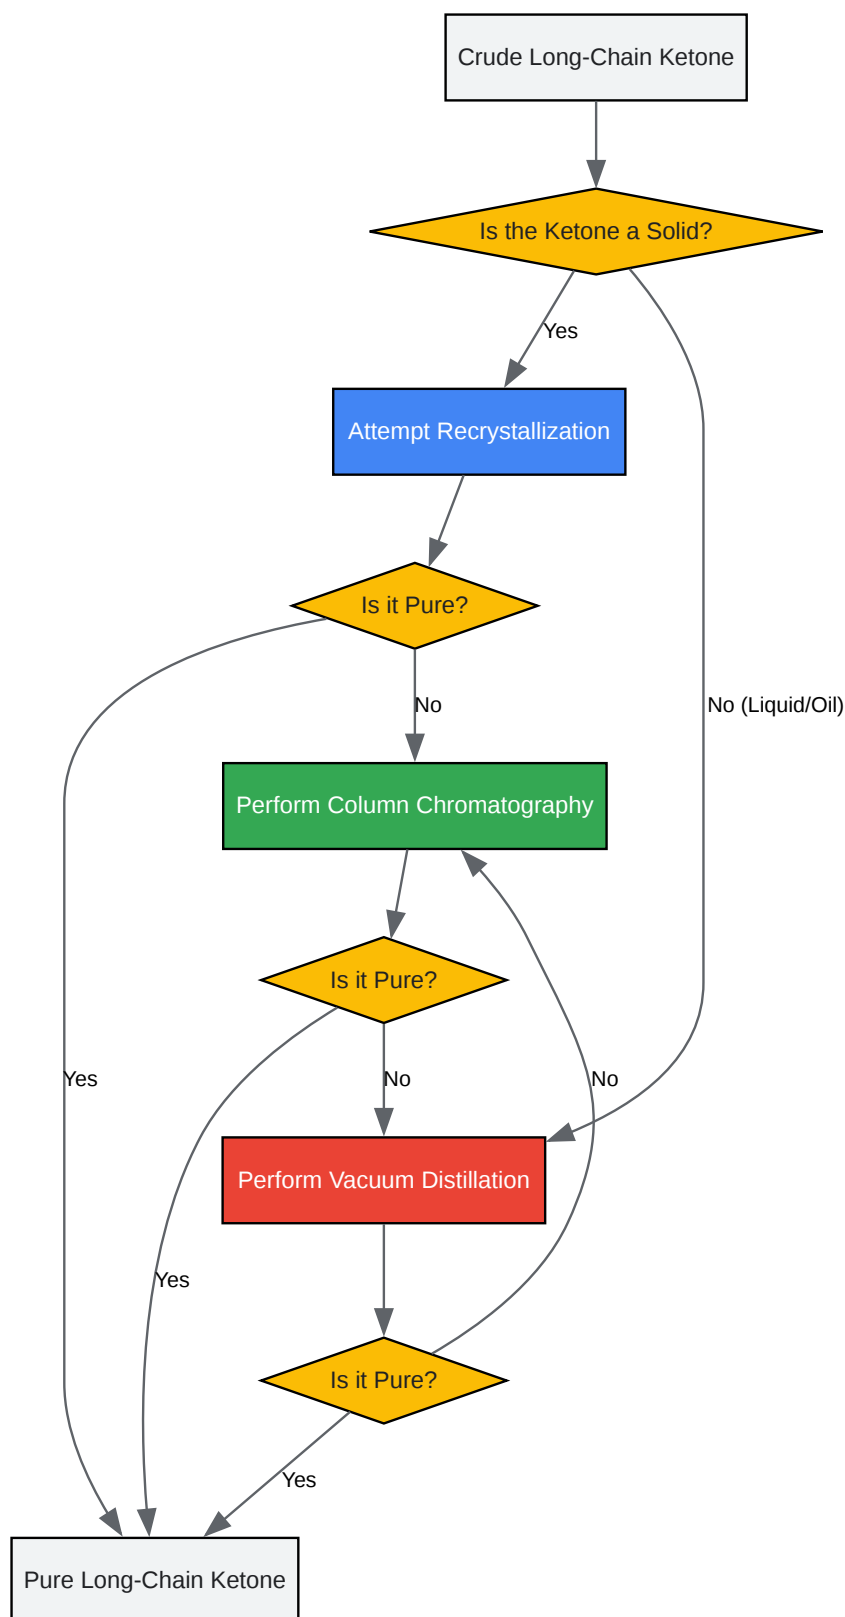 Crude Long-Chain Ketone
Is the Ketone a Solid?
Yes
Attempt Recrystallization
Is it Pure?
No
No (Liquid/Oil)
Perform Column Chromatography
Is it Pure?
Yes
No
No
Perform Vacuum Distillation
Yes
Is it Pure?
Yes
Pure Long-Chain Ketone